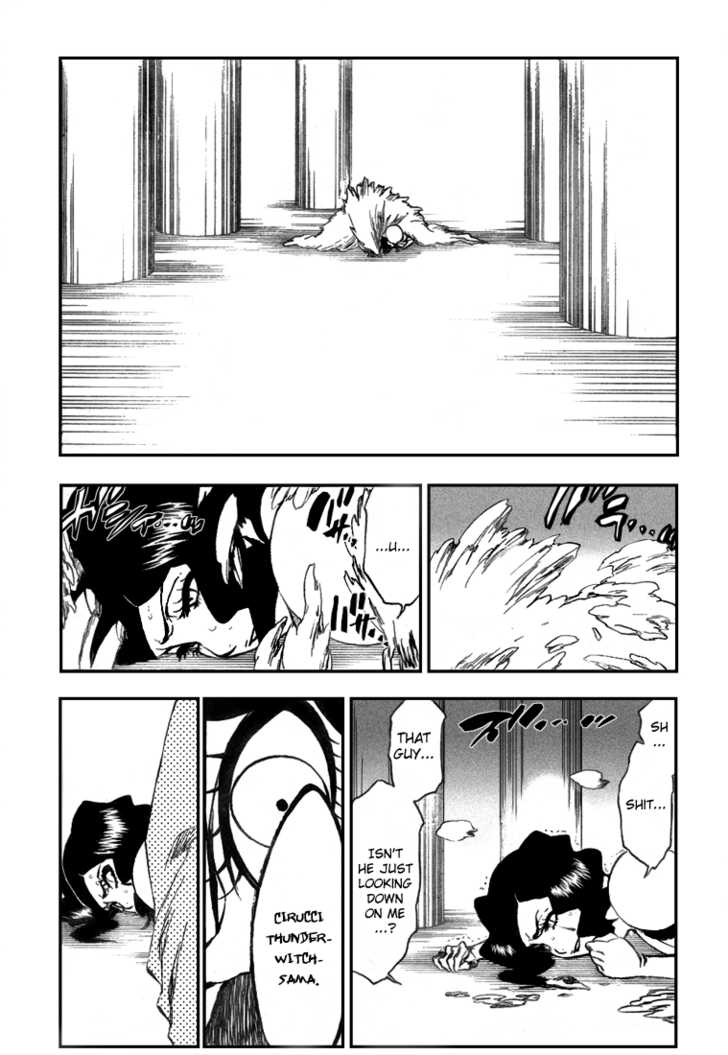 ...H...
SH
...
SHIT...
THAT
GUY...
ISN'T
HE JUST
LOOKING
DOWN
ON ME
...?
CIRUCCI
THUNDER-
WITCH-
SAMA.